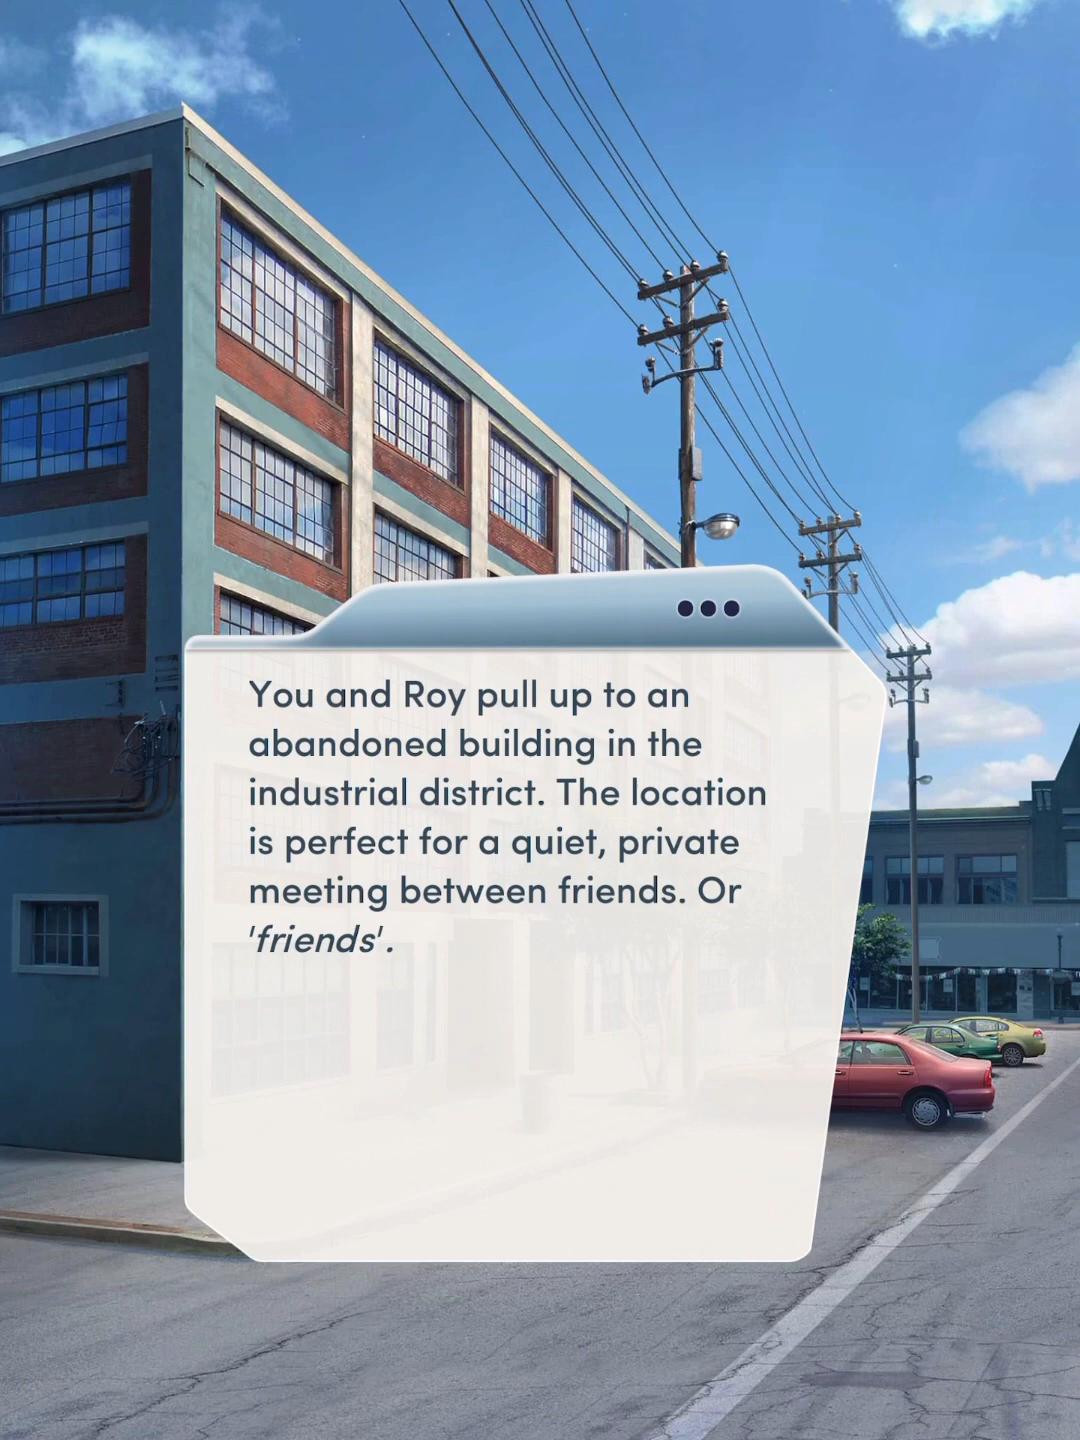 You and Roy pull up to an
abandoned building in the
industrial district. The location
is perfect for a quiet, private
meeting between friends. Or
'friends'.